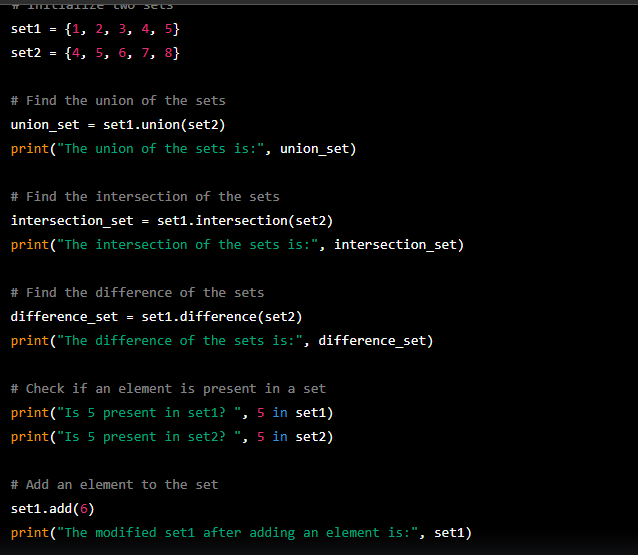 # Initialize two sets
set1 = {1, 2, 3, 4, 5}
set2 = {4, 5, 6, 7, 8}
# Find the union of the sets
union_set = set1.union(set2)
print("The union of the sets is:", union_set)
# Find the intersection of the sets
intersection_set = set1.intersection(set2)
print("The intersection of the sets is:", intersection_set)
# Find the difference of the sets
difference_set = set1.difference(set2)
print("The difference of the sets is:", difference_set)
# Check if an element is present in a set
print("Is 5 present in set1? ", 5 in set1)
print("Is 5 present in set2? ", 5 in set2)
# Add an element to the set
set1.add(6)
print("The modified set1 after adding an element is:", set1)